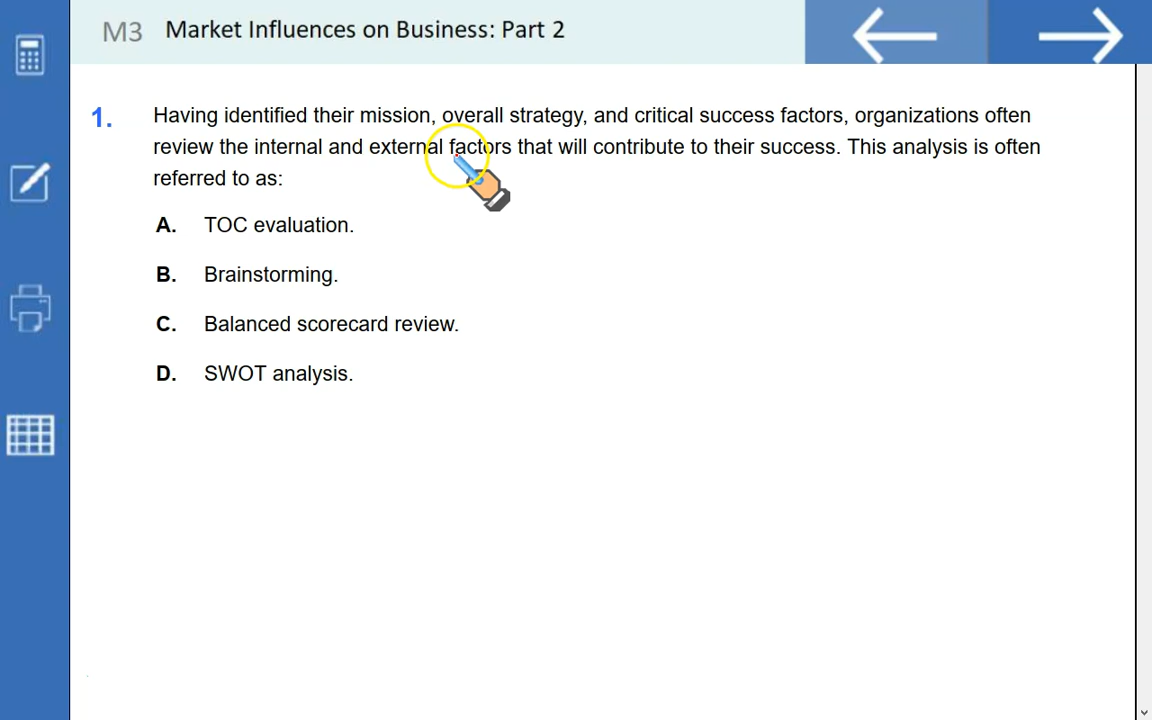 M3 Market Influences on Business: Part 2
1. Having identified their mission, overall strategy, and critical success factors, organizations often
review the internal and external factors that will contribute to their success. This analysis is often
referred to as:
A. TOC evaluation.
B. Brainstorming.
C. Balanced scorecard review.
D. SWOT analysis.